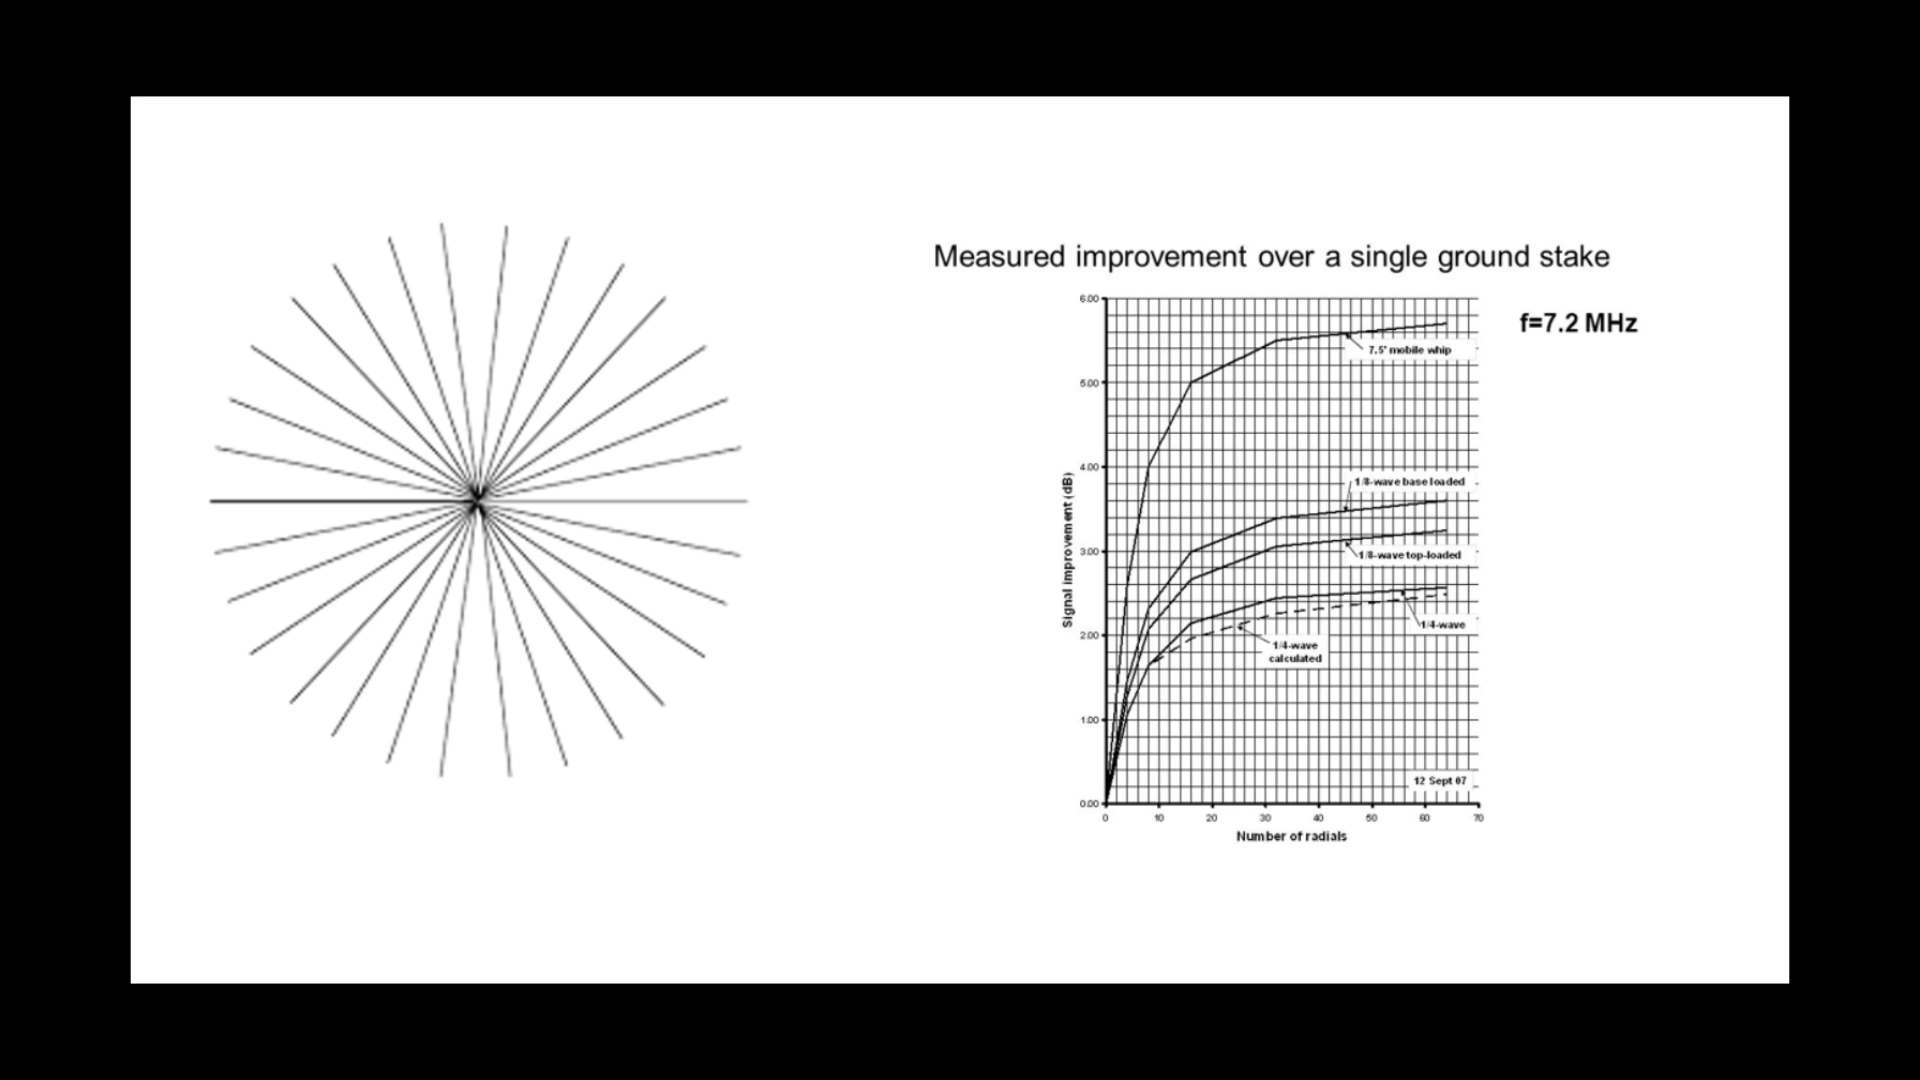 Measured improvement over a single ground stake
f=7.2 MHz
6.00
5.00
4.00
3.00
2.00
1.00
0.00
Signal improvement (dB)
7.5' mobile whip
1/8-wave base loaded
1/8-wave top-loaded
1/4-wave
1/4-wave
calculated
12 Sept 07
0 10 20 30 40 50 60 70
Number of radials